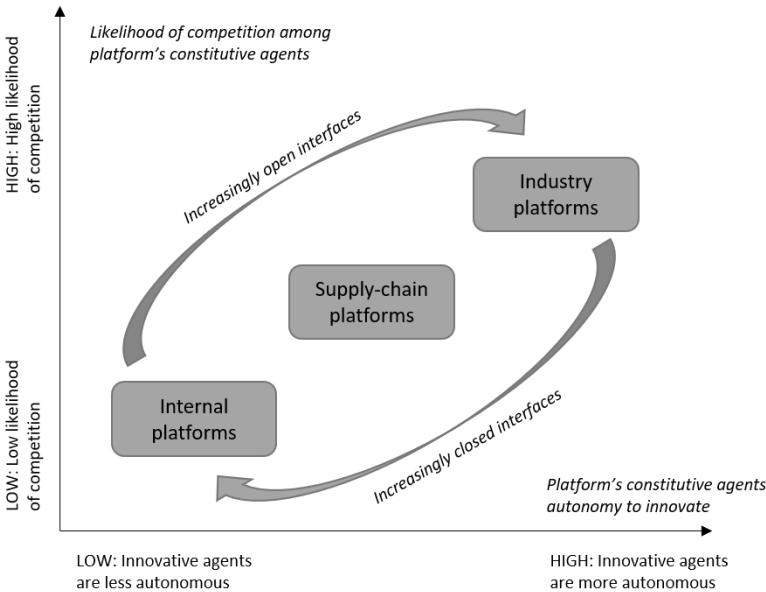 Likelihood of competition among
platform's constitutive agents
HIGH: High likelihood
of competition
Increasingly open interfaces
Industry
platforms
Supply-chain
platforms
Internal
platforms
LOW: Low likelihood
of competition
Increasingly closed interfaces
Platform's constitutive agents
autonomy to innovate
LOW: Innovative agents
are less autonomous
HIGH: Innovative agents
are more autonomous